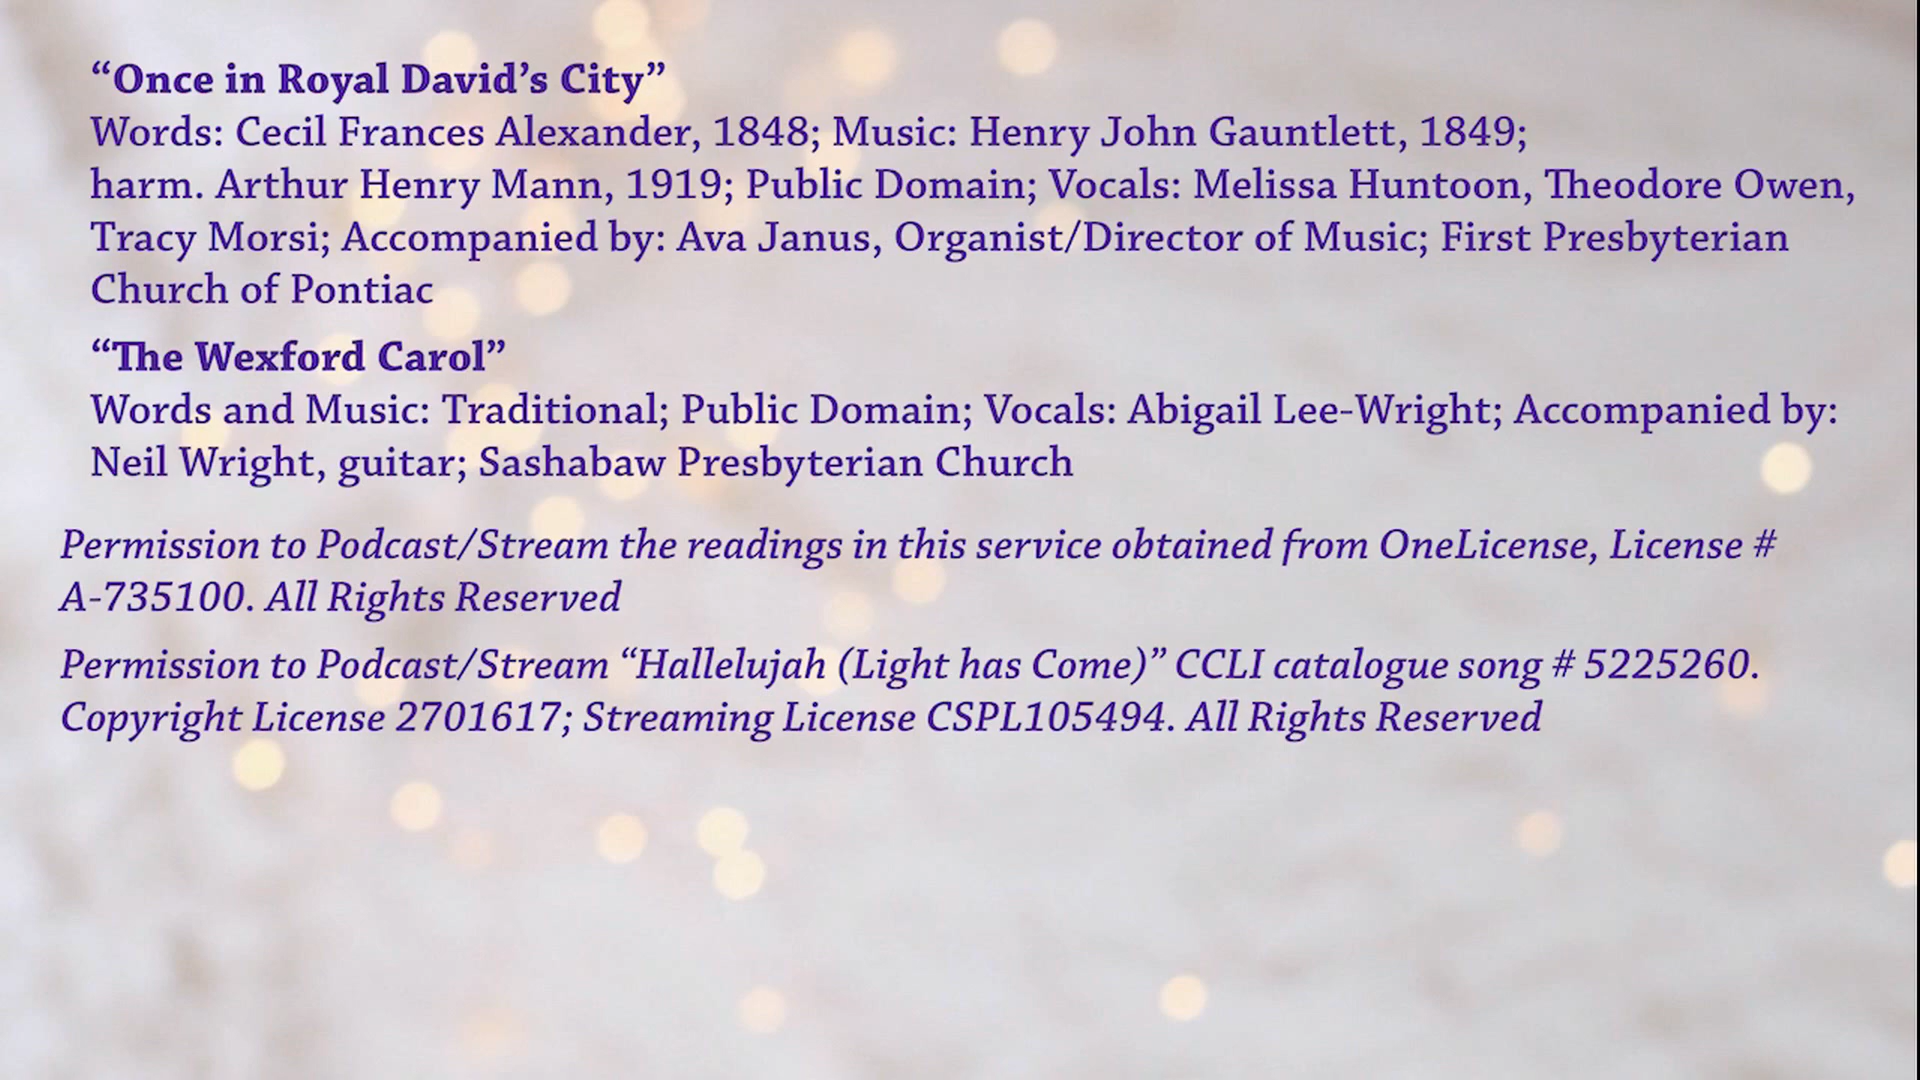 “Once in Royal David’s City”
Words: Cecil Frances Alexander, 1848; Music: Henry John Gauntlett, 1849;
harm. Arthur Henry Mann, 1919; Public Domain; Vocals: Melissa Huntoon, Theodore Owen,
Tracy Morsi; Accompanied by: Ava Janus, Organist/Director of Music; First Presbyterian
Church of Pontiac
“The Wexford Carol”
Words and Music: Traditional; Public Domain; Vocals: Abigail Lee-Wright; Accompanied by:
Neil Wright, guitar; Sashabaw Presbyterian Church
Permission to Podcast/Stream the readings in this service obtained from OneLicense, License #
A-735100. All Rights Reserved
Permission to Podcast/Stream “Hallelujah (Light has Come)” CCLI catalogue song # 5225260.
Copyright License 2701617; Streaming License CSPL105494. All Rights Reserved